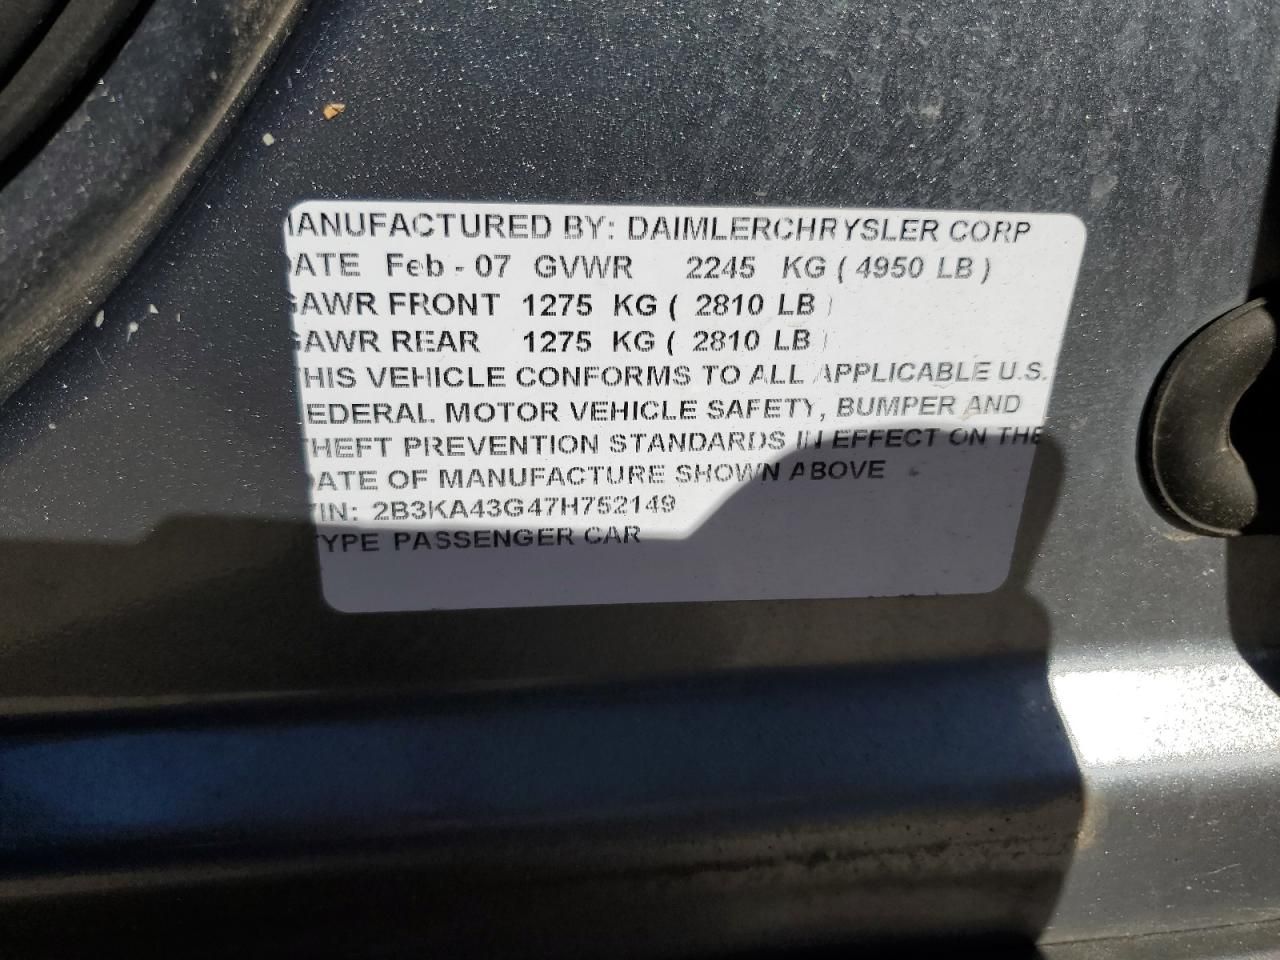 MANUFACTURED BY: DAIMLERCHRYSLER CORP
DATE Feb - 07 GVWR 2245 KG ( 4950 LB )
GAWR FRONT 1275 KG ( 2810 LB )
GAWR REAR 1275 KG ( 2810 LB )
THIS VEHICLE CONFORMS TO ALL APPLICABLE U.S.
FEDERAL MOTOR VEHICLE SAFETY, BUMPER AND
THEFT PREVENTION STANDARDS IN EFFECT ON THE
DATE OF MANUFACTURE SHOWN ABOVE
VIN: 2B3KA43G47H752149
TYPE PASSENGER CAR